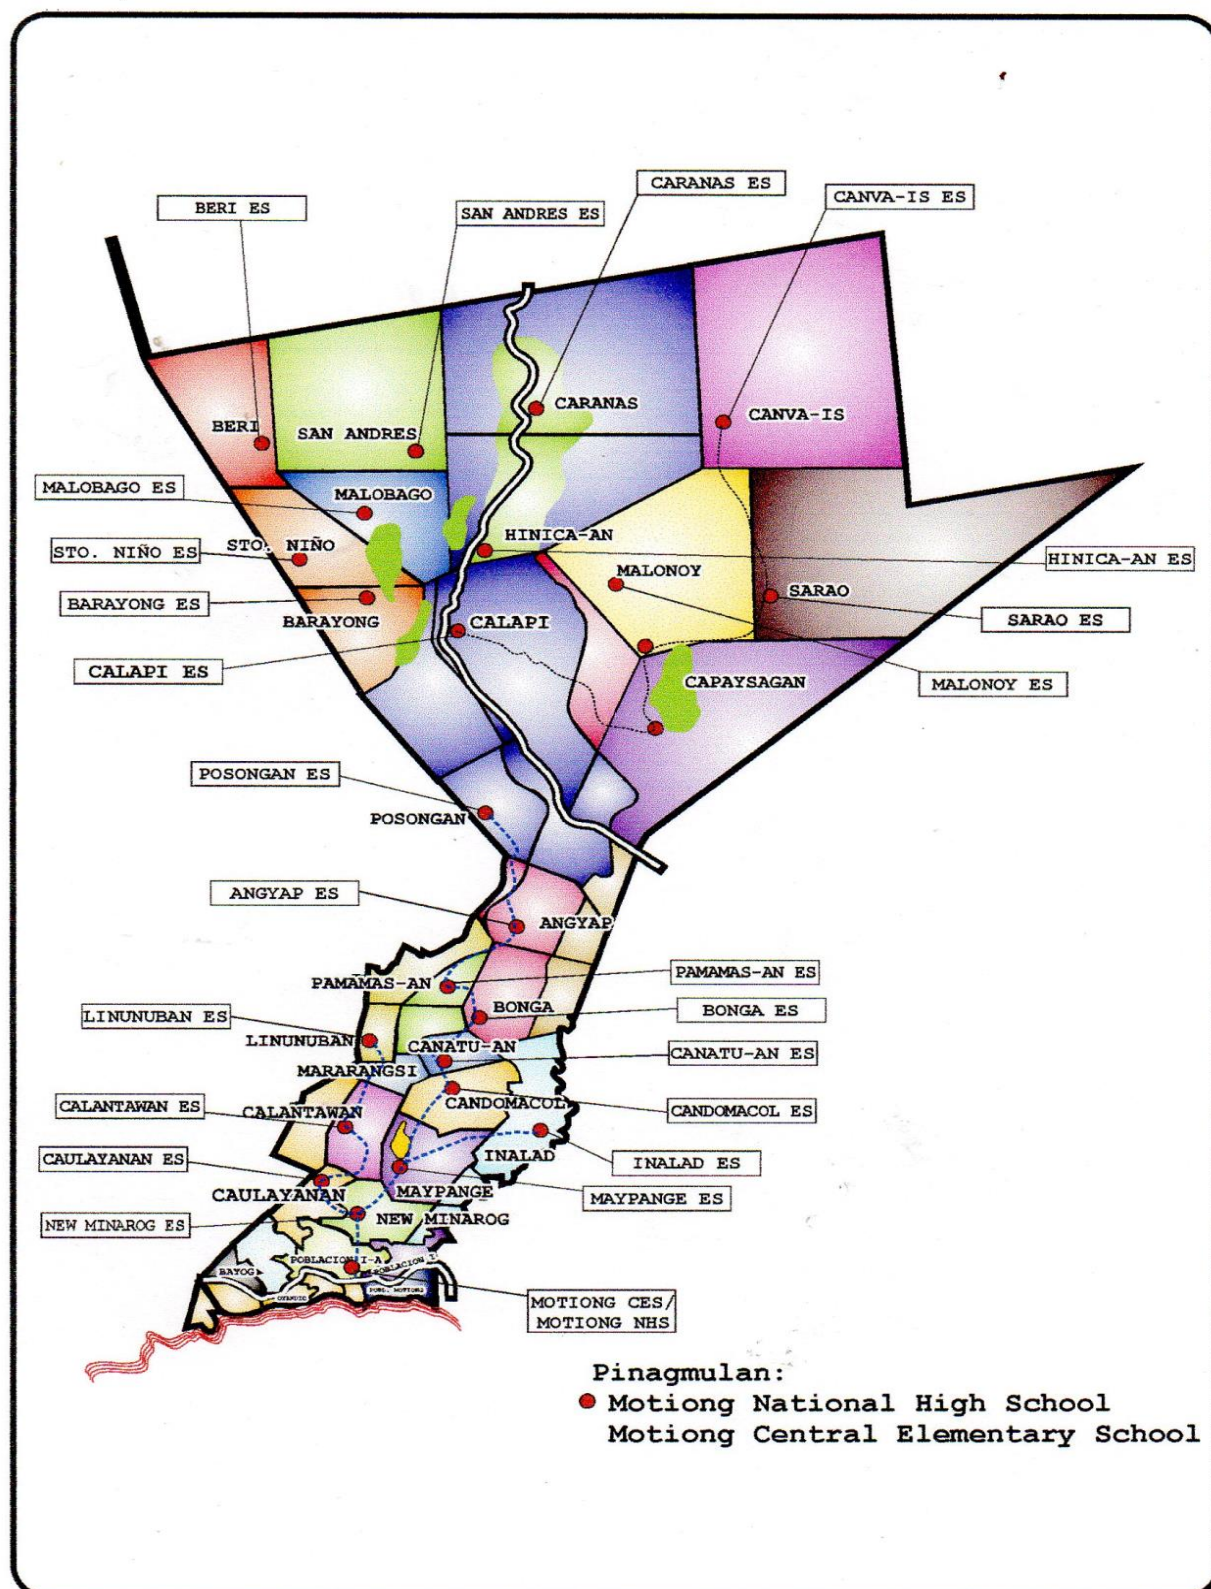 CARANAS ES
CANVA-IS ES
BERI ES
SAN ANDRES ES
CARANAS
CANVA-IS
BERI
SAN ANDRES
MALOBAGO ES
MALOBAGO
STO. NIÑO ES
STO. NIÑO
HINICA-AN
HINICA-AN ES
MALONOY
BARAYONG ES
BARAYONG
SARAO
SARAO ES
CALAPI
CALAPI ES
CAPAYSAGAN
MALONOY ES
POSONGAN ES
POSONGAN
ANGYAP ES
ANGYAP
PAMAMAS-AN
PAMAMAS-AN ES
LINUNUBAN ES
BONGA
BONGA ES
LINUNUBAN
CANATU-AN
CANATU-AN ES
MARARANGSI
CALANTAWAN ES
CALANTAWAN
CANDOMACOL
CANDOMACOL ES
CAULAYANAN ES
INALAD
INALAD ES
CAULAYANAN
MAYPANGE
MAYPANGE ES
NEW MINAROG ES
NEW MINAROG
POBLACION I-A
POBLACION I
BAYOG
MOTIONG CES/
MOTIONG NHS
Pinagmulan:
Motiong National High School
Motiong Central Elementary School